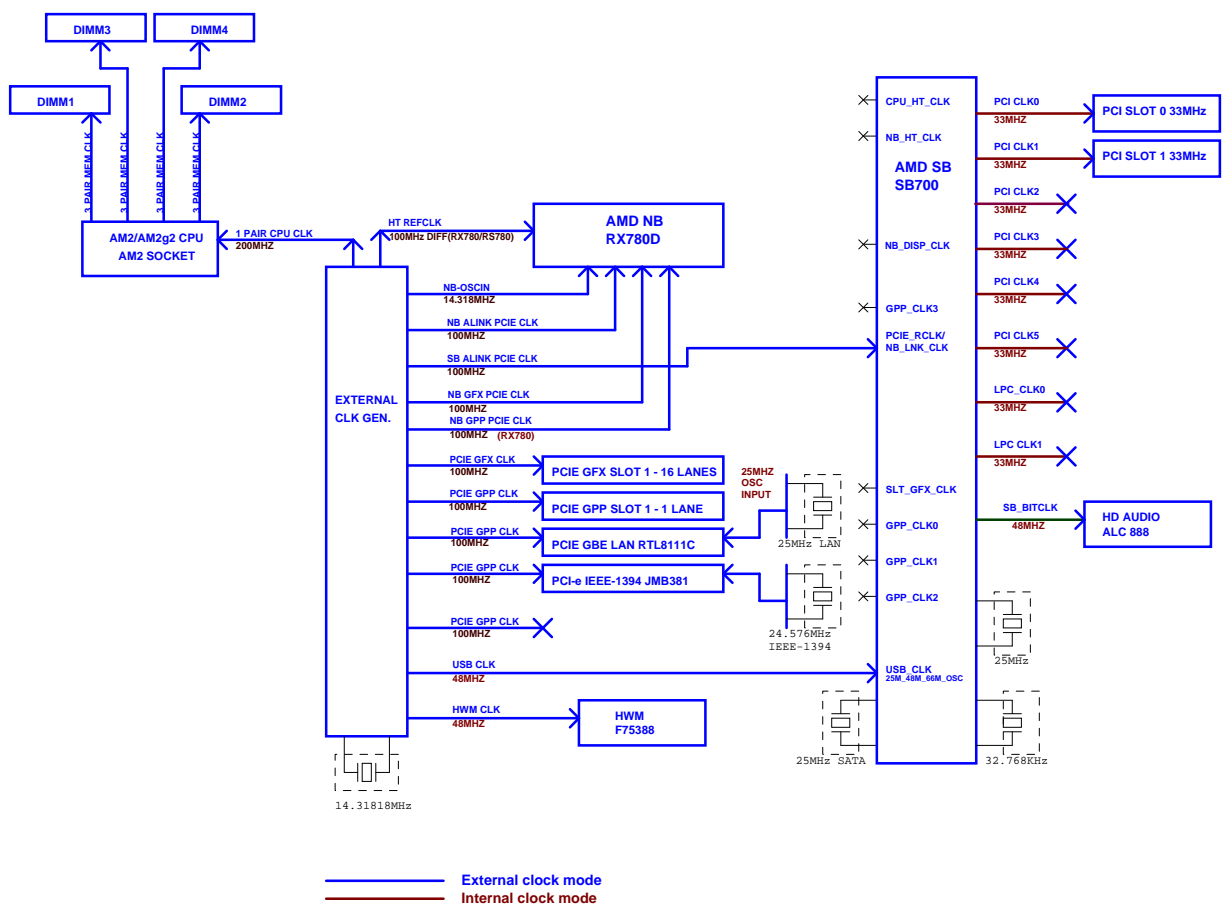 DIMM3
DIMM4
DIMM1
DIMM2
3 PAIR MEM CLK
3 PAIR MEM CLK
3 PAIR MEM CLK
3 PAIR MEM CLK
AM2/AM2g2 CPU
AM2 SOCKET
1 PAIR CPU CLK
200MHZ
HT REFCLK
100MHz DIFF(RX780/RS780)
AMD NB
RX780D
EXTERNAL
CLK GEN.
NB-OSCIN
14.318MHZ
NB ALINK PCIE CLK
100MHZ
SB ALINK PCIE CLK
100MHZ
NB GFX PCIE CLK
100MHZ
NB GPP PCIE CLK
100MHZ (RX780)
PCIE GFX CLK
100MHZ
PCIE GFX SLOT 1 - 16 LANES
PCIE GPP CLK
100MHZ
PCIE GPP SLOT 1 - 1 LANE
PCIE GPP CLK
100MHZ
PCIE GBE LAN RTL8111C
PCIE GPP CLK
100MHZ
PCI-e IEEE-1394 JMB381
PCIE GPP CLK
100MHZ
USB CLK
48MHZ
HWM CLK
48MHZ
HWM
F75388
14.31818MHz
25MHZ
OSC
INPUT
25MHz LAN
24.576MHz
IEEE-1394
CPU_HT_CLK
NB_HT_CLK
AMD SB
SB700
NB_DISP_CLK
GPP_CLK3
PCIE_RCLK/
NB_LNK_CLK
SLT_GFX_CLK
GPP_CLK0
GPP_CLK1
GPP_CLK2
USB_CLK
25M_48M_66M_OSC
25MHz SATA
PCI CLK0
33MHZ
PCI SLOT 0 33MHz
PCI CLK1
33MHZ
PCI SLOT 1 33MHz
PCI CLK2
33MHZ
PCI CLK3
33MHZ
PCI CLK4
33MHZ
PCI CLK5
33MHZ
LPC_CLK0
33MHZ
LPC CLK1
33MHZ
SB_BITCLK
48MHZ
HD AUDIO
ALC 888
25MHz
32.768KHz
External clock mode
Internal clock mode